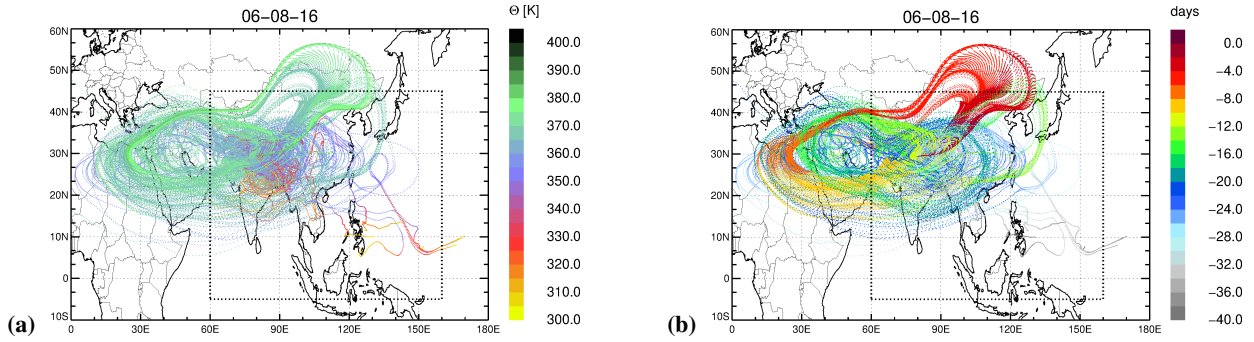 06−08−16
Θ [K]
60N
50N
40N
30N
20N
10N
0
10S
0
30E
60E
90E
120E
150E
180E
400.0
390.0
380.0
370.0
360.0
350.0
340.0
330.0
320.0
310.0
300.0
(a)
06−08−16
days
60N
50N
40N
30N
20N
10N
0
10S
0
30E
60E
90E
120E
150E
180E
0.0
−4.0
−8.0
−12.0
−16.0
−20.0
−24.0
−28.0
−32.0
−36.0
−40.0
(b)